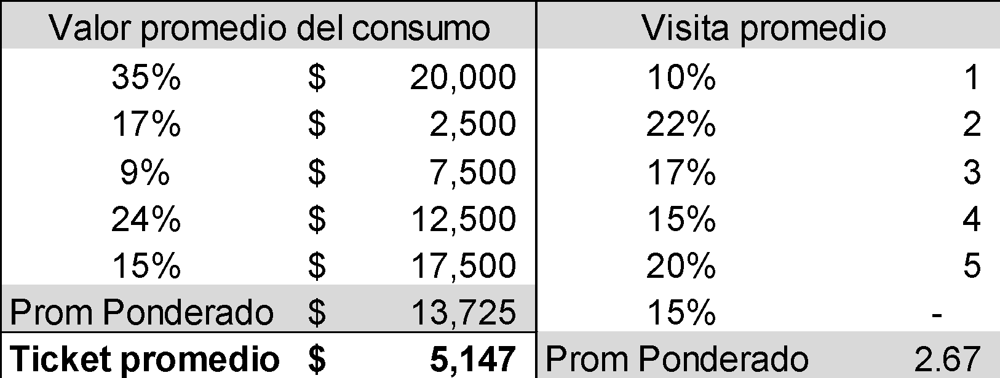 Valor promedio del consumo Visita promedio
35% $ 20,000 10% 1
17% $ 2,500 22% 2
9% $ 7,500 17% 3
24% $ 12,500 15% 4
15% $ 17,500 20% 5
Prom Ponderado $ 13,725 15% -
Ticket promedio $ 5,147 Prom Ponderado 2.67